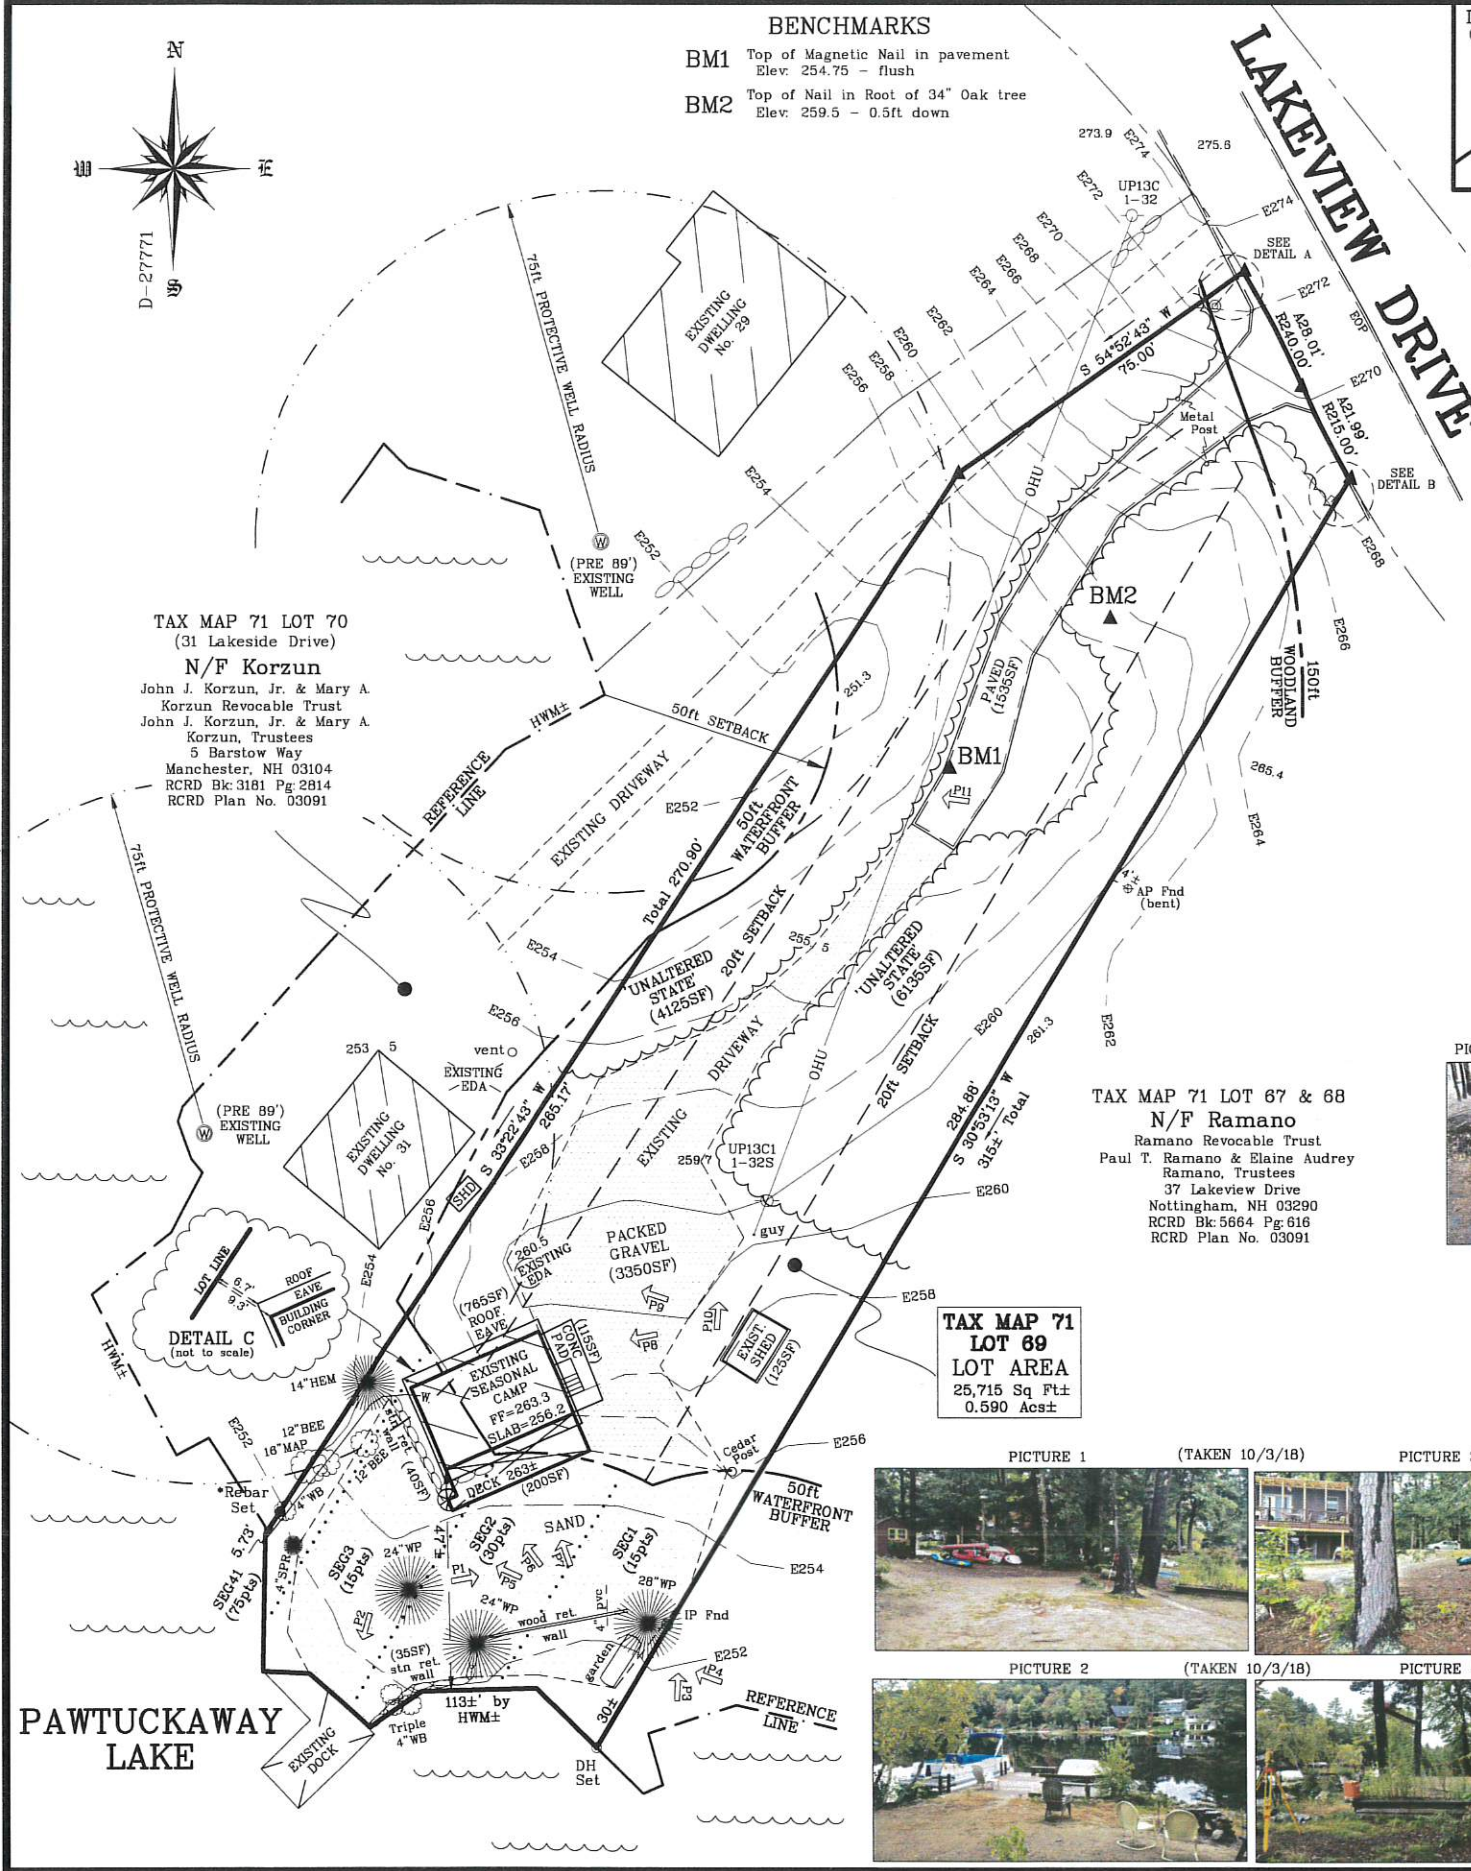 BENCHMARKS
BM1 Top of Magnetic Nail in pavement
Elev: 254.75 - flush
BM2 Top of Nail in Root of 34" Oak tree
Elev: 259.5 - 0.5ft down
N
W
E
S
D-27771
LAKEVIEW DRIVE
273.9
E274
275.6
E272
UP13C
1-32
E270
E268
E266
E264
E262
E260
E258
E256
E274
SEE
DETAIL A
E272
A28.01'
R240.00'
EOP
E270
A21.99'
R215.00'
SEE
DETAIL B
E268
E266
S 54°52'43" W
75.00'
Metal
Post
OHU
75ft PROTECTIVE WELL RADIUS
EXISTING
DWELLING
No. 29
E254
E252
W
(PRE 89')
EXISTING
WELL
BM2
150ft
WOODLAND
BUFFER
TAX MAP 71 LOT 70
(31 Lakeside Drive)
N/F Korzun
John J. Korzun, Jr. & Mary A.
Korzun Revocable Trust
John J. Korzun, Jr. & Mary A.
Korzun, Trustees
5 Barstow Way
Manchester, NH 03104
RCRD Bk: 3181 Pg: 2814
RCRD Plan No. 03091
251.3
PAVED
(1535SF)
HWM±
50ft SETBACK
BM1
P11
265.4
E264
REFERENCE
LINE
EXISTING DRIVEWAY
E252
50ft
WATERFRONT
BUFFER
Total 270.90'
75ft PROTECTIVE WELL RADIUS
4'±
AP Fnd
(bent)
20ft SETBACK
255. 5
E254
'UNALTERED
STATE'
(4125SF)
'UNALTERED
STATE'
(6135SF)
E256
E260
261.3
E262
DRIVEWAY
OHU
20ft SETBACK
253 5
vent
EXISTING
EDA
S 33°22'43" W
265.17'
284.88'
S 30°53'13" W
315±' Total
TAX MAP 71 LOT 67 & 68
N/F Ramano
Ramano Revocable Trust
Paul T. Ramano & Elaine Audrey
Ramano, Trustees
37 Lakeview Drive
Nottingham, NH 03290
RCRD Bk: 5664 Pg: 616
RCRD Plan No. 03091
(PRE 89')
EXISTING
WELL
W
EXISTING
DWELLING
No. 31
EXISTING
E258
259.7
UP13C1
1-32S
SHD
E256
E260
guy
PACKED
GRAVEL
(3350SF)
260.5
EXISTING
EDA
E254
LOT LINE
6.7'
9.3'
ROOF
EAVE
BUILDING
CORNER
DETAIL C
(not to scale)
HWM±
P9
P10
P8
E258
(765SF)
ROOF
EAVE
CONC
PAD
(115SF)
EXIST.
SHED
(125SF)
TAX MAP 71
LOT 69
LOT AREA
25,715 Sq Ft±
0.590 Acs±
EXISTING
SEASONAL
CAMP
FF=263.3
SLAB=256.2
W
14"HEM
12"BEE
16"MAP
12"BEE
stn ret.
wall
(40SF)
E252
Cedar
Post
E256
DECK 263±
(200SF)
50ft
WATERFRONT
BUFFER
Rebar
Set
4"WB
5.73'
SEG41
(75pts)
4"SPR
SEG3
(15pts)
24"WP
47'±
SEG2
(30pts)
SAND
SEG1
(15pts)
P1
P5
P6
P7
E254
24"WP
28"WP
4" pvc
wood ret.
wall
IP Fnd
P2
(35SF)
stn ret.
wall
garden
E252
P4
P3
113±' by
HWM±
30±
REFERENCE
LINE
Triple
4"WB
PAWTUCKAWAY
LAKE
EXISTING
DOCK
DH
Set
PICTURE 1
(TAKEN 10/3/18)
PICTURE
PICTURE 2
(TAKEN 10/3/18)
PICTURE